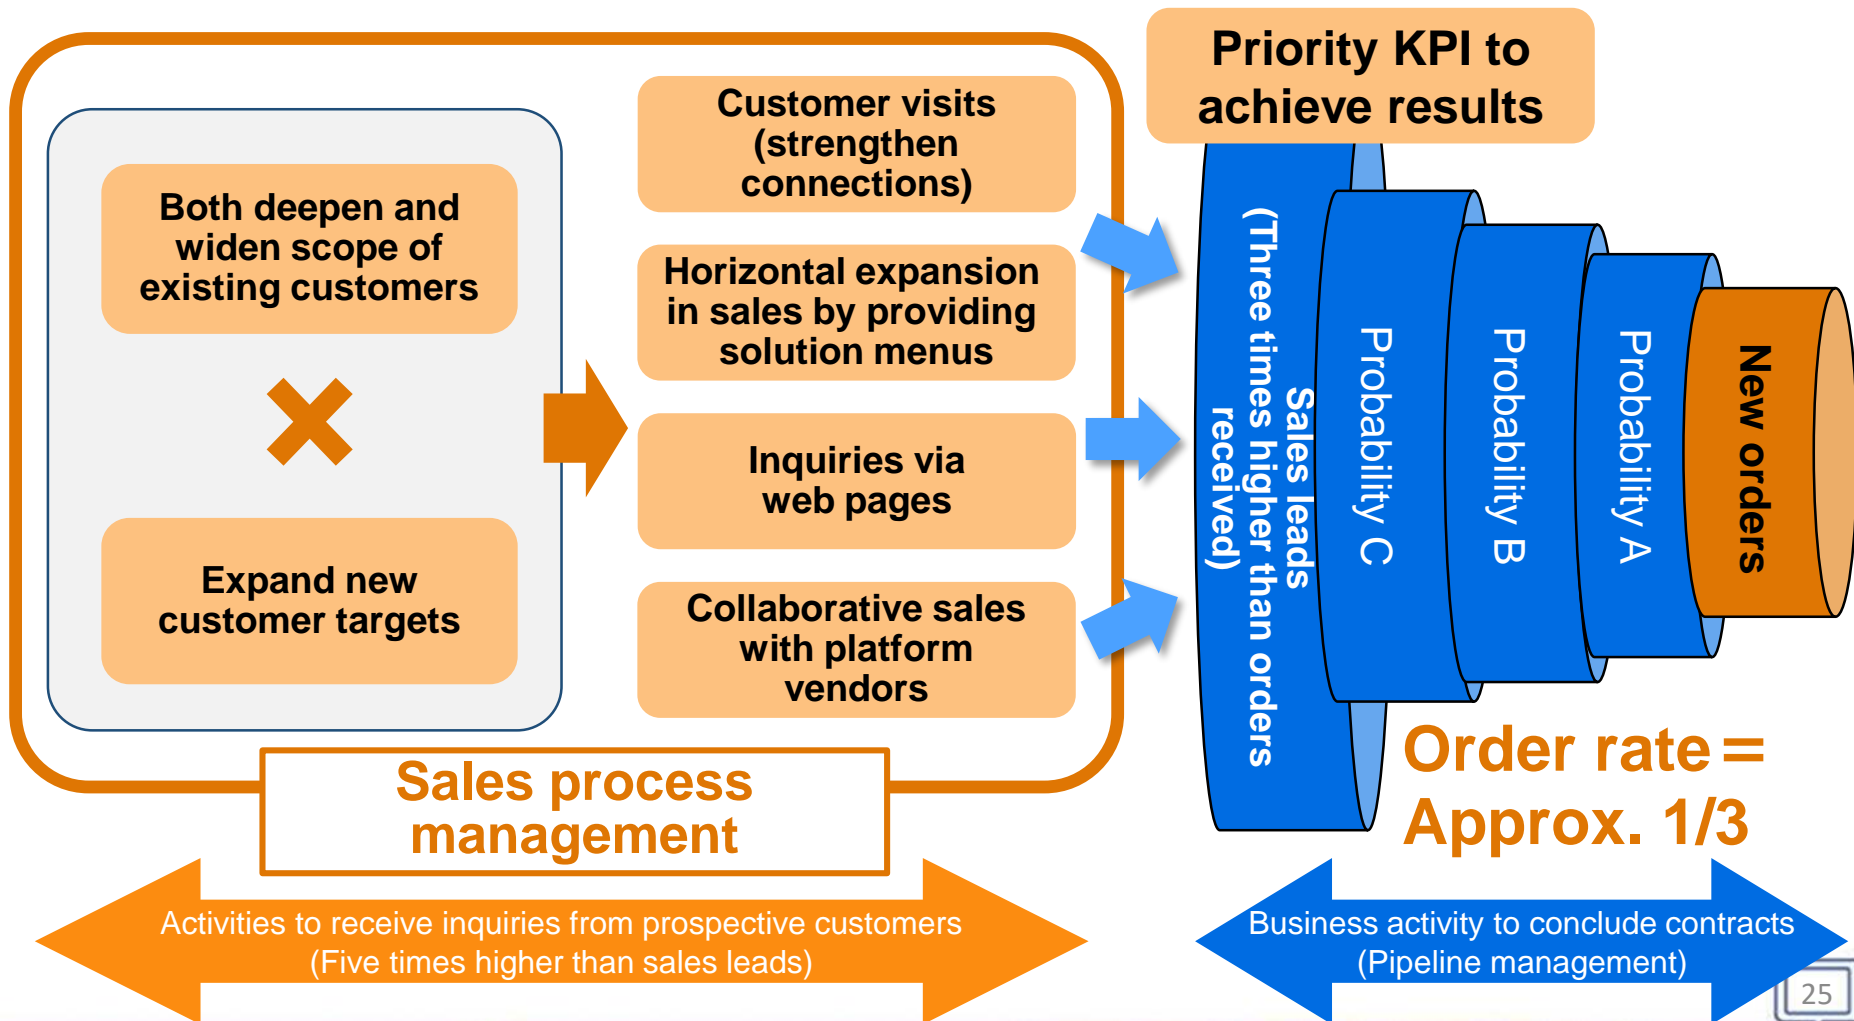 Both deepen and
widen scope of
existing customers
Expand new
customer targets
Customer visits
(strengthen
connections)
Horizontal expansion
in sales by providing
solution menus
Inquiries via
web pages
Collaborative sales
with platform
vendors
Sales process
management
Activities to receive inquiries from prospective customers
(Five times higher than sales leads)
Priority KPI to
achieve results
Sales leads
(Three times higher than orders
received)
Probability C
Probability B
Probability A
New orders
Order rate=
Approx. 1/3
Business activity to conclude contracts
(Pipeline management)
25